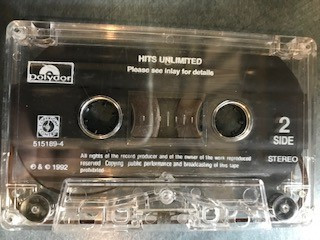 HITS UNLIMITED
Please see inlay for details
Polydor
515189-4
2
SIDE
℗ & © 1992
STEREO
All rights of the record producer and of the owner of the work reproduced
reserved Copying public performance and broadcasting of this tape
prohibited